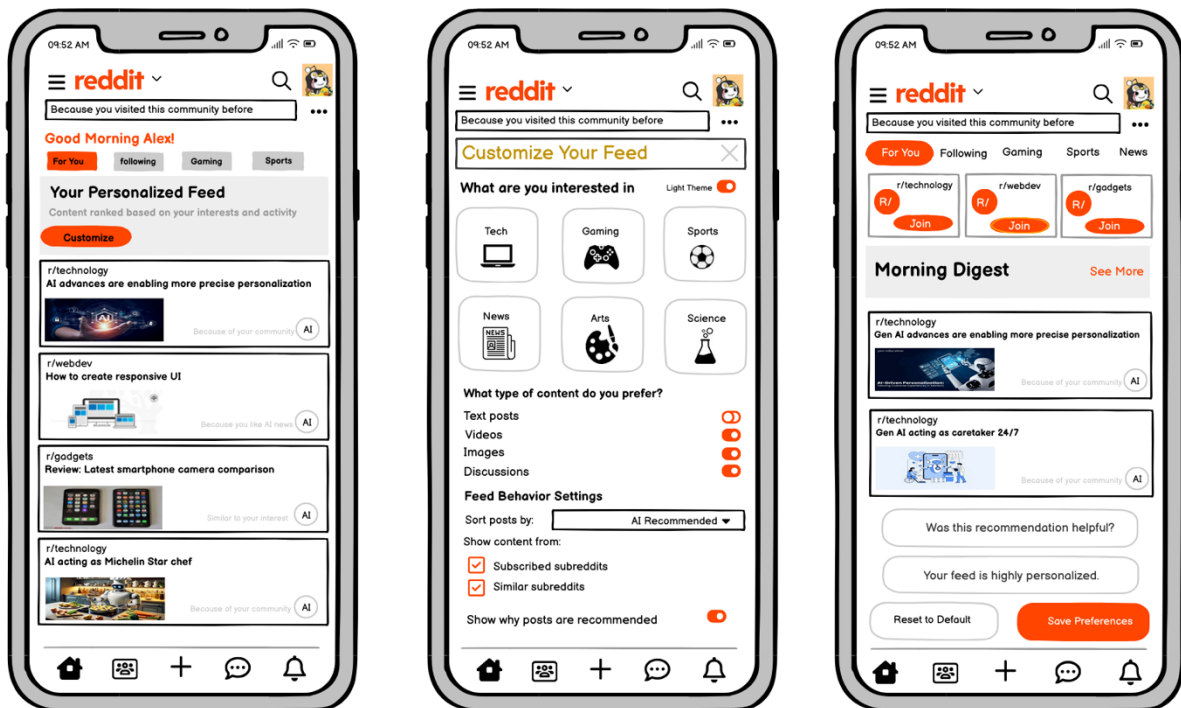 09:52 AM
reddit
Because you visited this community before
Good Morning Alex!
For You following Gaming Sports
Your Personalized Feed
Content ranked based on your interests and activity
Customize
r/technology
AI advances are enabling more precise personalization
AI
Because of your community AI
r/webdev
How to create responsive UI
Because you like AI news AI
r/gadgets
Review: Latest smartphone camera comparison
Similar to your interest AI
r/technology
AI acting as Michelin Star chef
Because of your community AI
09:52 AM
reddit
Because you visited this community before
Customize Your Feed
What are you interested in Light Theme
Tech Gaming Sports
News Arts Science
NEWS
What type of content do you prefer?
Text posts
Videos
Images
Discussions
Feed Behavior Settings
Sort posts by: AI Recommended
Show content from:
Subscribed subreddits
Similar subreddits
Show why posts are recommended
09:52 AM
reddit
Because you visited this community before
For You Following Gaming Sports News
r/technology r/webdev r/gadgets
R/ R/ R/
Join Join Join
Morning Digest See More
r/technology
Gen AI advances are enabling more precise personalization
AI-Driven Personalization:
Because of your community AI
r/technology
Gen AI acting as caretaker 24/7
Because of your community AI
Was this recommendation helpful?
Your feed is highly personalized.
Reset to Default Save Preferences